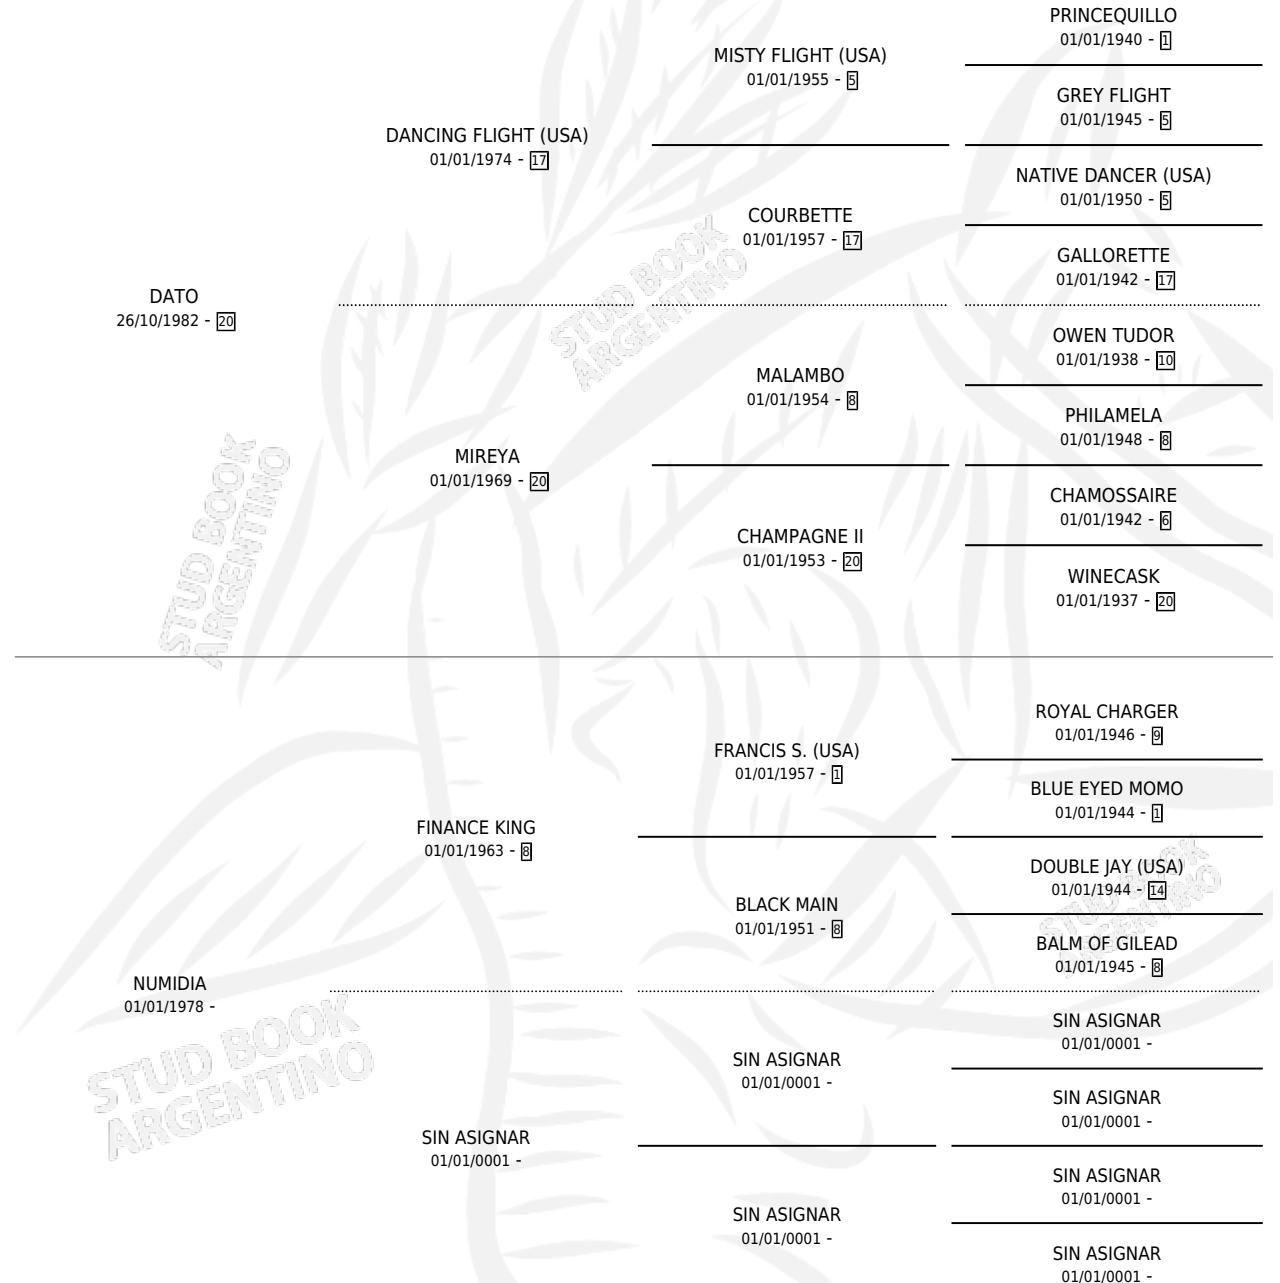 PRINCEQUILLO
01/01/1940 - 1
MISTY FLIGHT (USA)
01/01/1955 - 5
GREY FLIGHT
01/01/1945 - 5
DANCING FLIGHT (USA)
01/01/1974 - 17
NATIVE DANCER (USA)
01/01/1950 - 5
COURBETTE
01/01/1957 - 17
GALLORETTE
01/01/1942 - 17
DATO
26/10/1982 - 20
OWEN TUDOR
01/01/1938 - 10
MALAMBO
01/01/1954 - 8
PHILAMELA
01/01/1948 - 8
MIREYA
01/01/1969 - 20
CHAMOSSAIRE
01/01/1942 - 6
CHAMPAGNE II
01/01/1953 - 20
WINECASK
01/01/1937 - 20
ROYAL CHARGER
01/01/1946 - 9
FRANCIS S. (USA)
01/01/1957 - 1
BLUE EYED MOMO
01/01/1944 - 1
FINANCE KING
01/01/1963 - 8
DOUBLE JAY (USA)
01/01/1944 - 14
BLACK MAIN
01/01/1951 - 8
BALM OF GILEAD
01/01/1945 - 8
NUMIDIA
01/01/1978 -
SIN ASIGNAR
01/01/0001 -
SIN ASIGNAR
01/01/0001 -
SIN ASIGNAR
01/01/0001 -
SIN ASIGNAR
01/01/0001 -
SIN ASIGNAR
01/01/0001 -
SIN ASIGNAR
01/01/0001 -
SIN ASIGNAR
01/01/0001 -
STUD BOOK
ARGENTINO
STUD BOOK
ARGENTINO
STUD BOOK
ARGENTINO
STUD BOOK
ARGENTINO